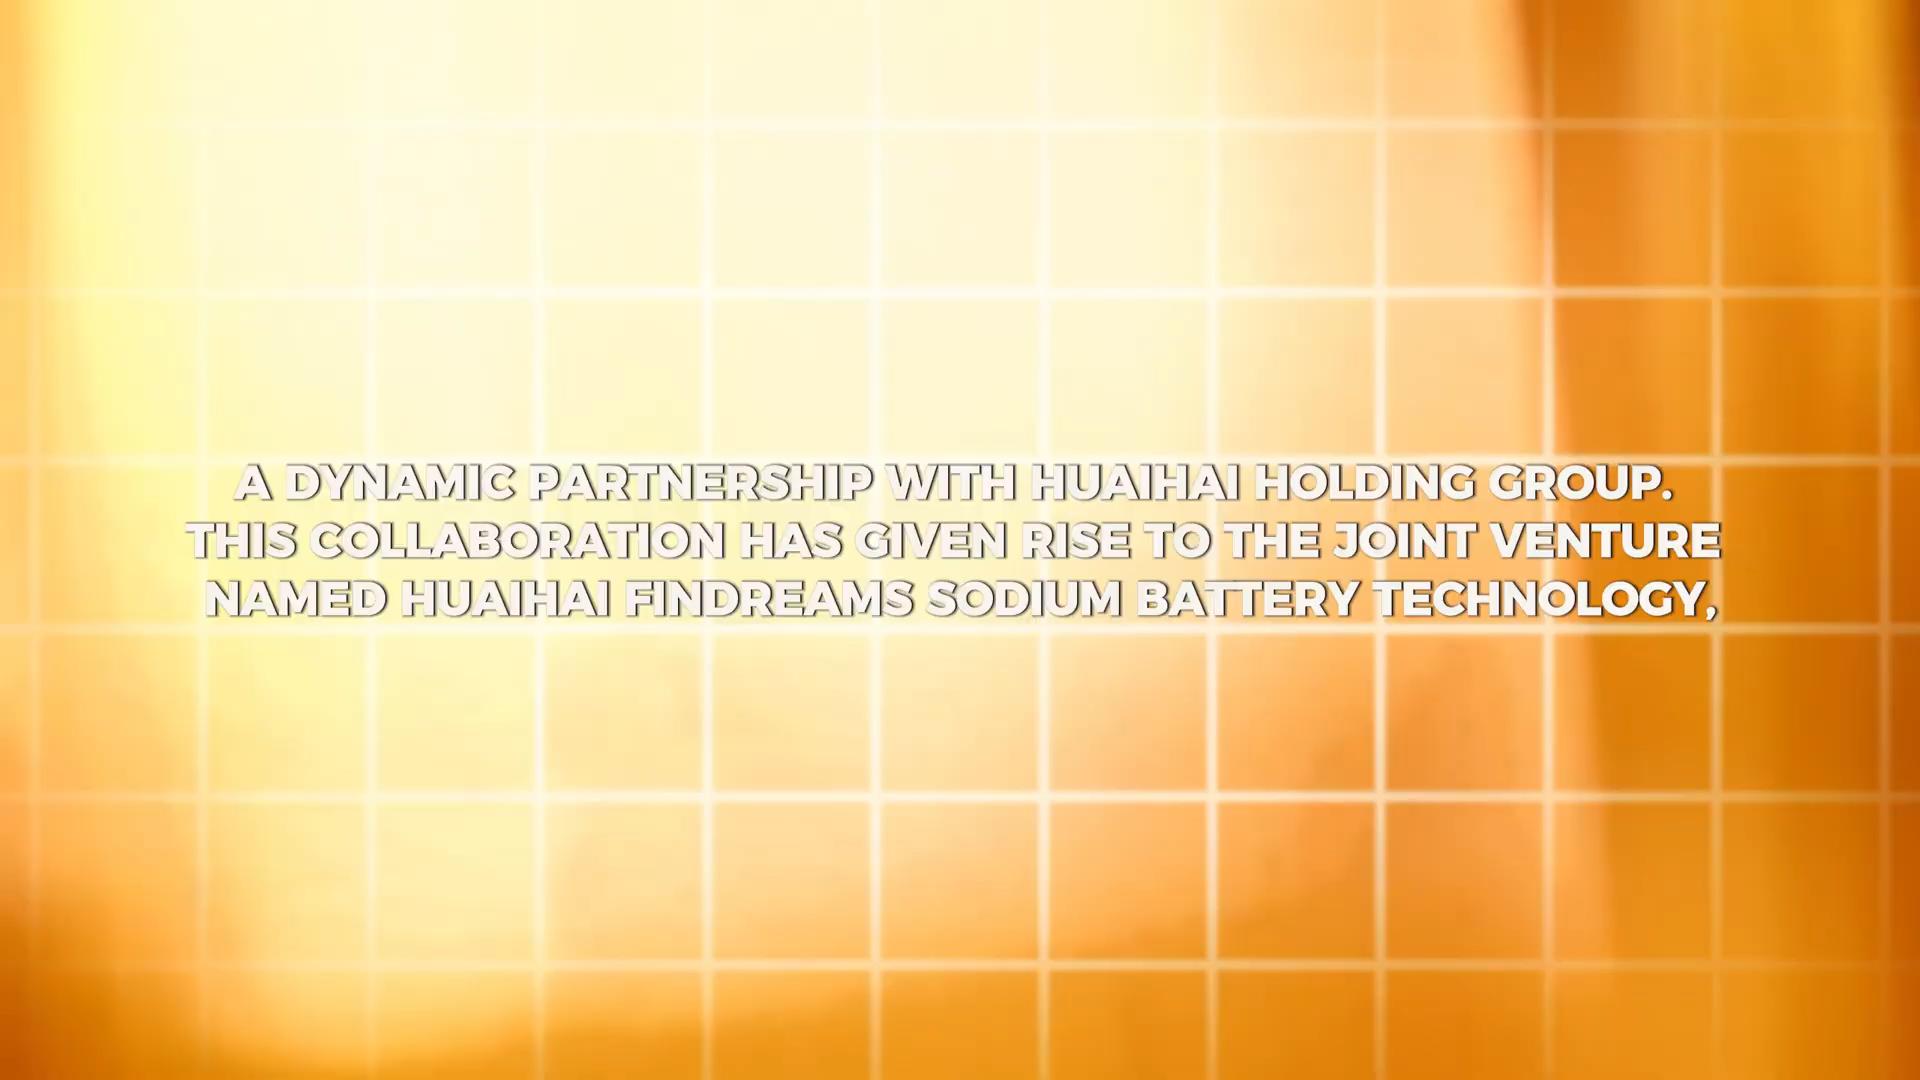 A DYNAMIC PARTNERSHIP WITH HUAIHAI HOLDING GROUP.
THIS COLLABORATION HAS GIVEN RISE TO THE JOINT VENTURE
NAMED HUAIHAI FINDREAMS SODIUM BATTERY TECHNOLOGY,